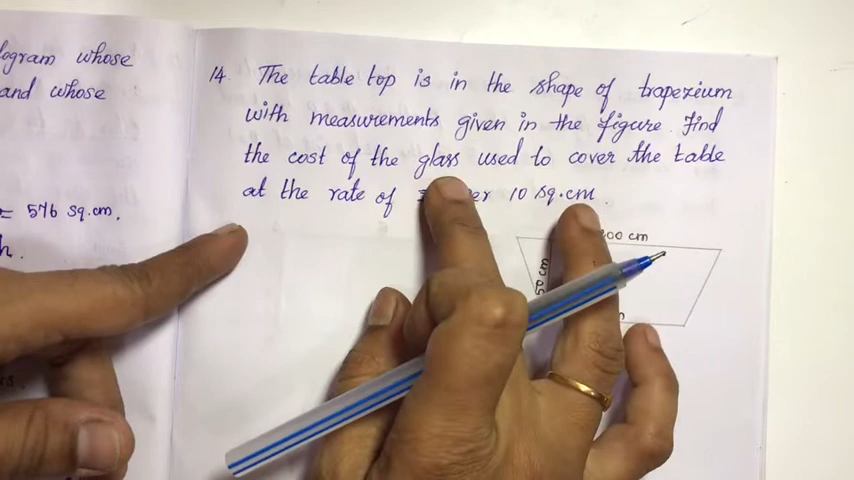 logram whose
and whose
= 576 sq.cm.
14. The table top is in the shape of trapezium
with measurements given in the figure. Find
the cost of the glass used to cover the table
at the rate of 10 sq.cm.
00 cm
50 cm